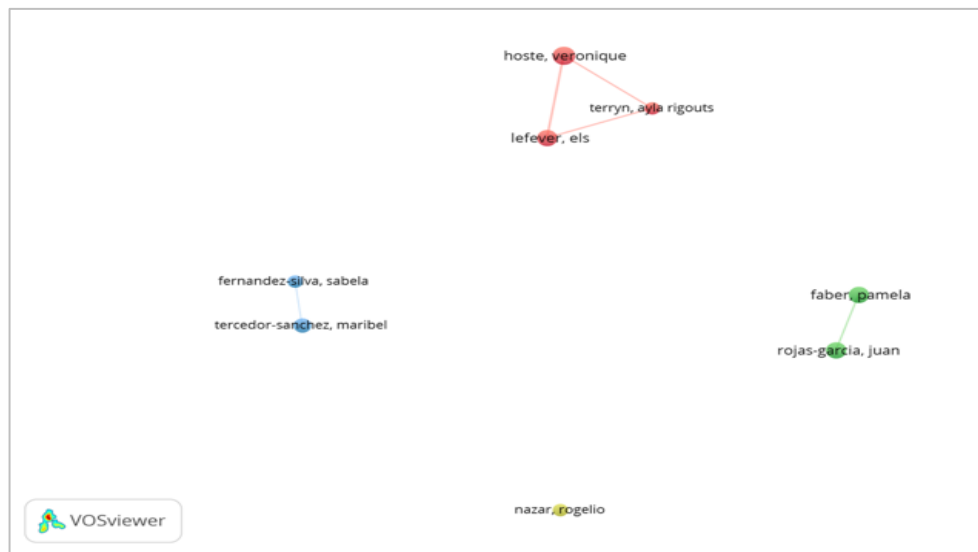 hoste, veronique
terryn, ayla rigouts
lefever, els
fernandez-silva, sabela
tercedor-sanchez, maribel
faber, pamela
rojas-garcia, juan
nazar, rogelio
VOSviewer